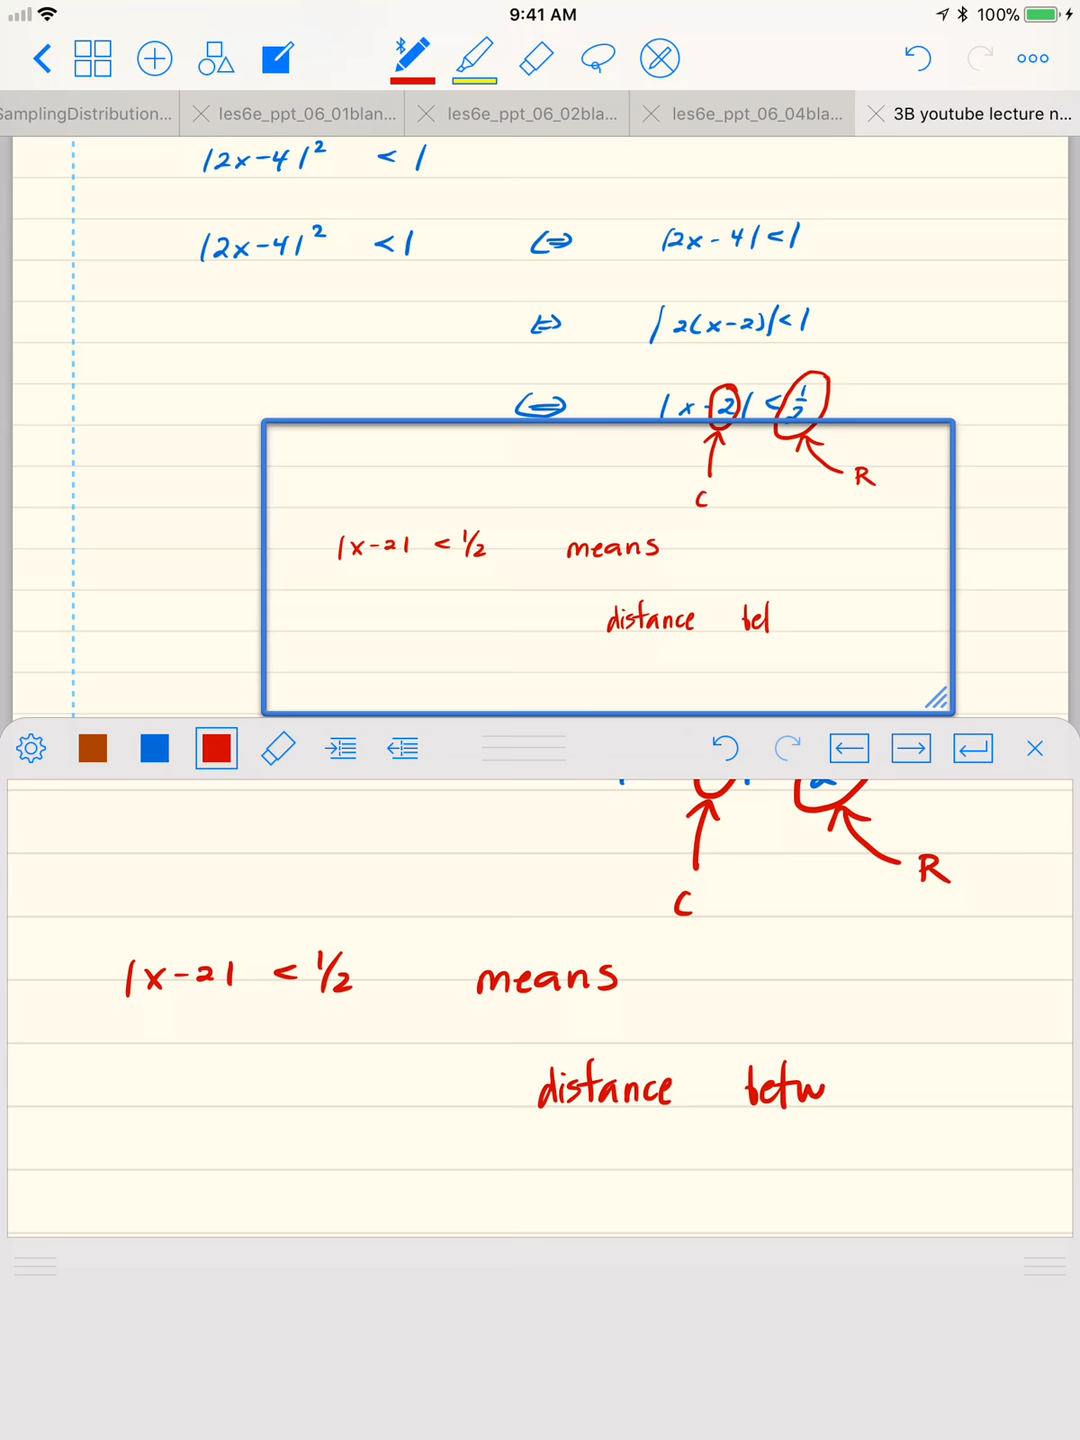 9:41 AM
100%
SamplingDistribution...
les6e_ppt_06_01blan...
les6e_ppt_06_02bla...
les6e_ppt_06_04bla...
3B youtube lecture n...
|2x-4|² < 1
|2x-4|² < 1 ⇔ |2x-4| < 1
⇔ |2(x-2)| < 1
⇔ |x-2| < 1/2
C
R
|x-2| < 1/2 means
distance bet
R
C
|x-2| < 1/2 means
distance betw